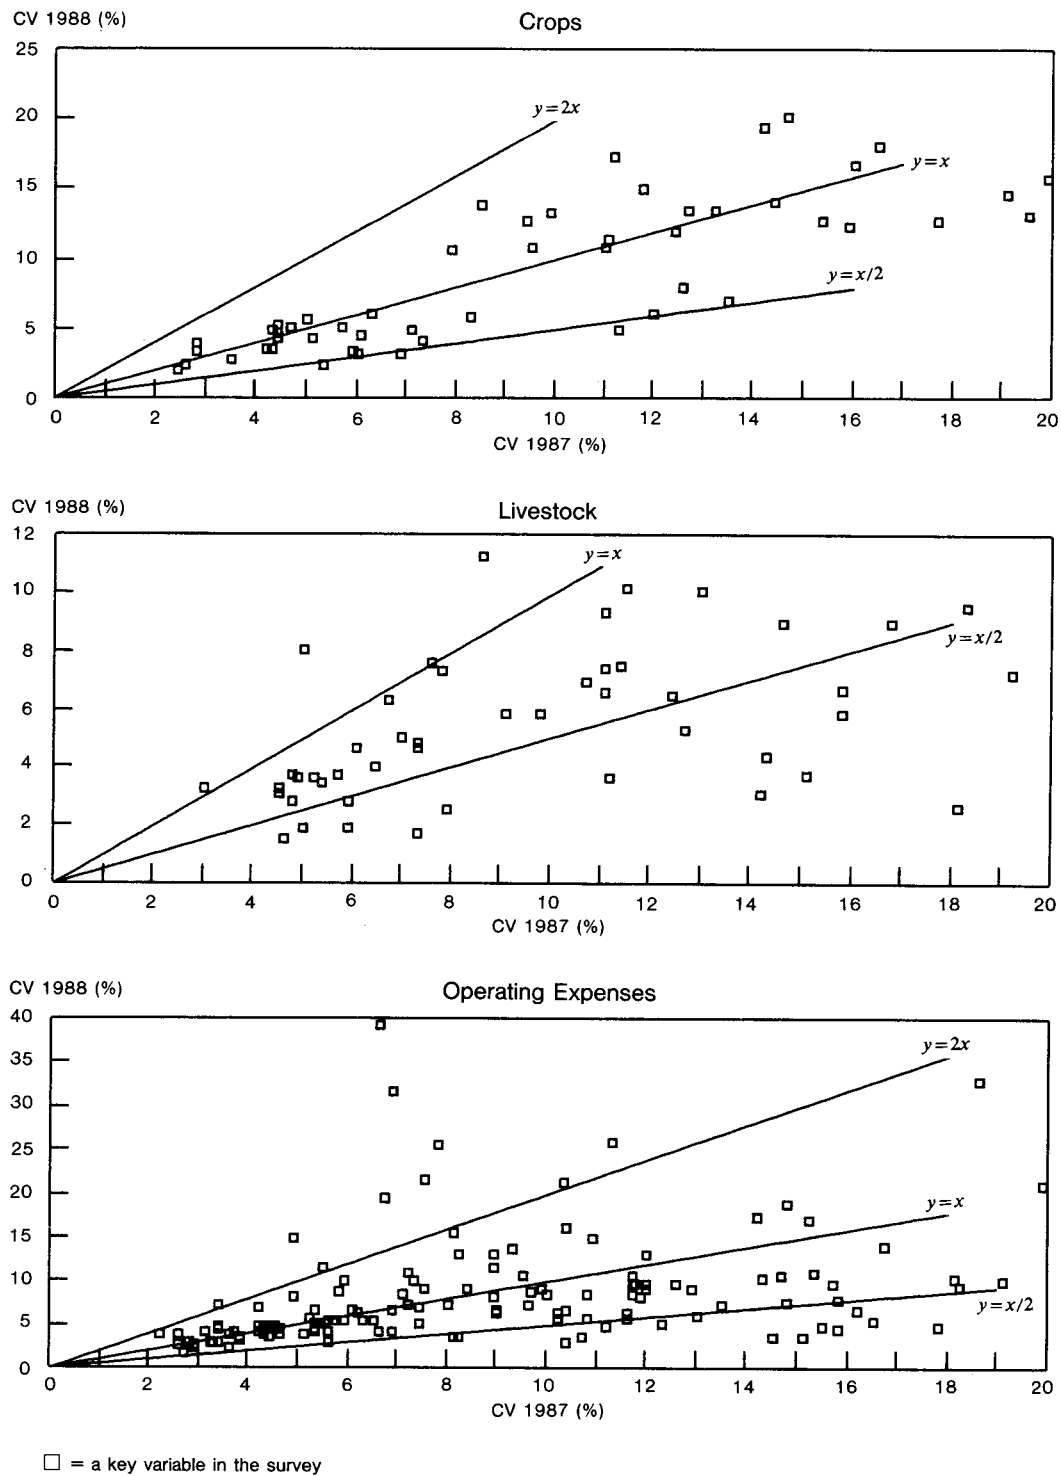 CV 1988 (%)
Crops
25
20
15
10
5
0
y=2x
y=x
y=x/2
0 2 4 6 8 10 12 14 16 18 20
CV 1987 (%)
CV 1988 (%)
Livestock
12
10
8
6
4
2
0
y=x
y=x/2
0 2 4 6 8 10 12 14 16 18 20
CV 1987 (%)
CV 1988 (%)
Operating Expenses
40
35
30
25
20
15
10
5
0
y=2x
y=x
y=x/2
0 2 4 6 8 10 12 14 16 18 20
CV 1987 (%)
□ = a key variable in the survey